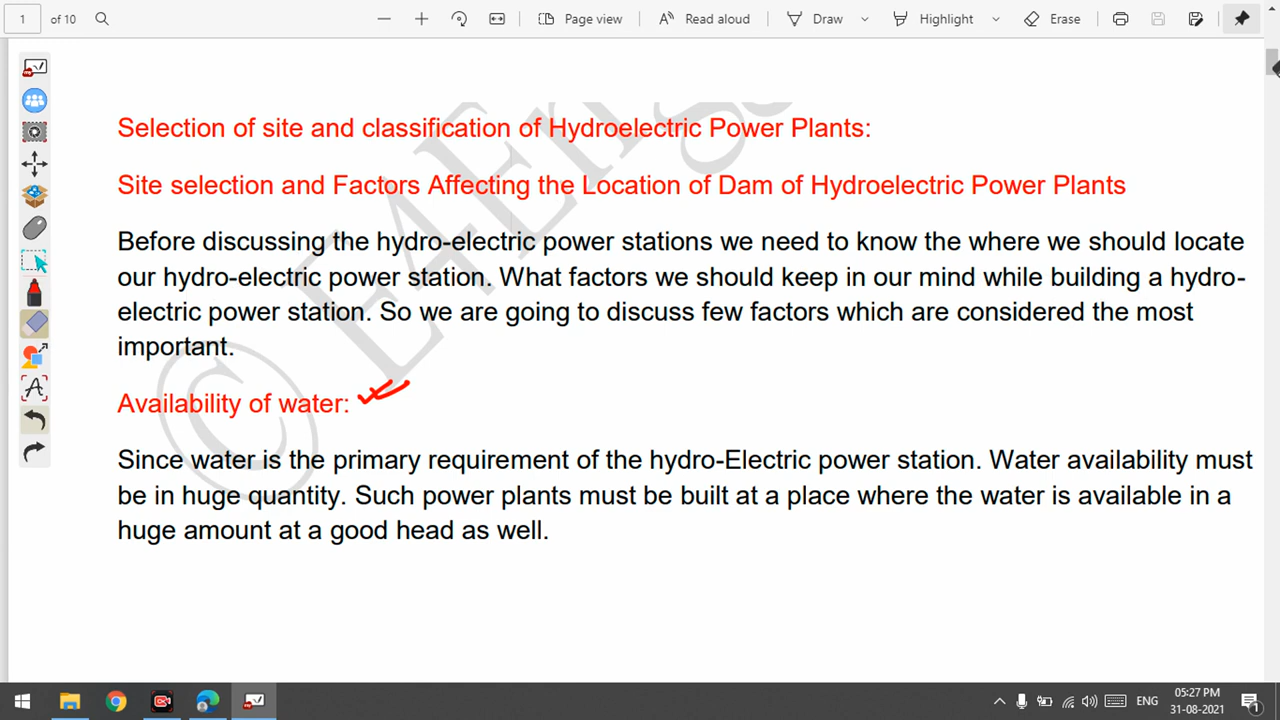 1 of 10 Page view Read aloud Draw Highlight Erase
Selection of site and classification of Hydroelectric Power Plants:
Site selection and Factors Affecting the Location of Dam of Hydroelectric Power Plants
Before discussing the hydro-electric power stations we need to know the where we should locate
our hydro-electric power station. What factors we should keep in our mind while building a hydro-
electric power station. So we are going to discuss few factors which are considered the most
important.
Availability of water:
Since water is the primary requirement of the hydro-Electric power station. Water availability must
be in huge quantity. Such power plants must be built at a place where the water is available in a
huge amount at a good head as well.
ENG 05:27 PM
31-08-2021